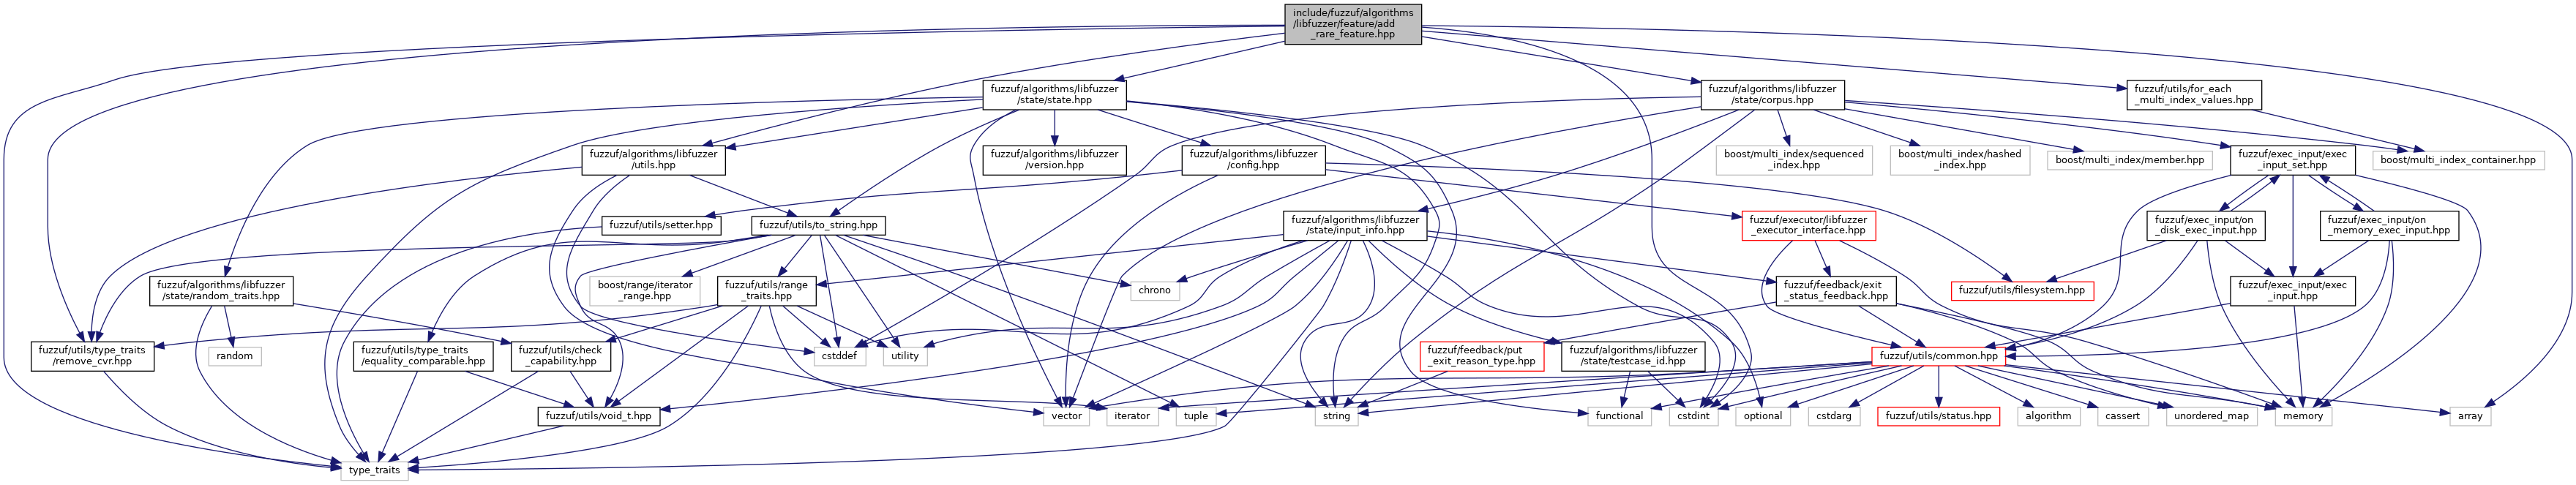 include/fuzzuf/algorithms
/libfuzzer/feature/add
_rare_feature.hpp
fuzzuf/algorithms/libfuzzer
/state/state.hpp
fuzzuf/algorithms/libfuzzer
/state/corpus.hpp
fuzzuf/utils/for_each
_multi_index_values.hpp
fuzzuf/algorithms/libfuzzer
/utils.hpp
fuzzuf/algorithms/libfuzzer
/version.hpp
fuzzuf/algorithms/libfuzzer
/config.hpp
boost/multi_index/sequenced
_index.hpp
boost/multi_index/hashed
_index.hpp
boost/multi_index/member.hpp
fuzzuf/exec_input/exec
_input_set.hpp
boost/multi_index_container.hpp
fuzzuf/utils/setter.hpp
fuzzuf/utils/to_string.hpp
fuzzuf/algorithms/libfuzzer
/state/input_info.hpp
fuzzuf/executor/libfuzzer
_executor_interface.hpp
fuzzuf/exec_input/on
_disk_exec_input.hpp
fuzzuf/exec_input/on
_memory_exec_input.hpp
fuzzuf/algorithms/libfuzzer
/state/random_traits.hpp
boost/range/iterator
_range.hpp
fuzzuf/utils/range
_traits.hpp
chrono
fuzzuf/feedback/exit
_status_feedback.hpp
fuzzuf/utils/filesystem.hpp
fuzzuf/exec_input/exec
_input.hpp
fuzzuf/utils/type_traits
/remove_cvr.hpp
random
fuzzuf/utils/type_traits
/equality_comparable.hpp
fuzzuf/utils/check
_capability.hpp
cstddef
utility
fuzzuf/feedback/put
_exit_reason_type.hpp
fuzzuf/algorithms/libfuzzer
/state/testcase_id.hpp
fuzzuf/utils/common.hpp
fuzzuf/utils/void_t.hpp
vector
iterator
tuple
string
functional
cstdint
optional
cstdarg
fuzzuf/utils/status.hpp
algorithm
cassert
unordered_map
memory
array
type_traits